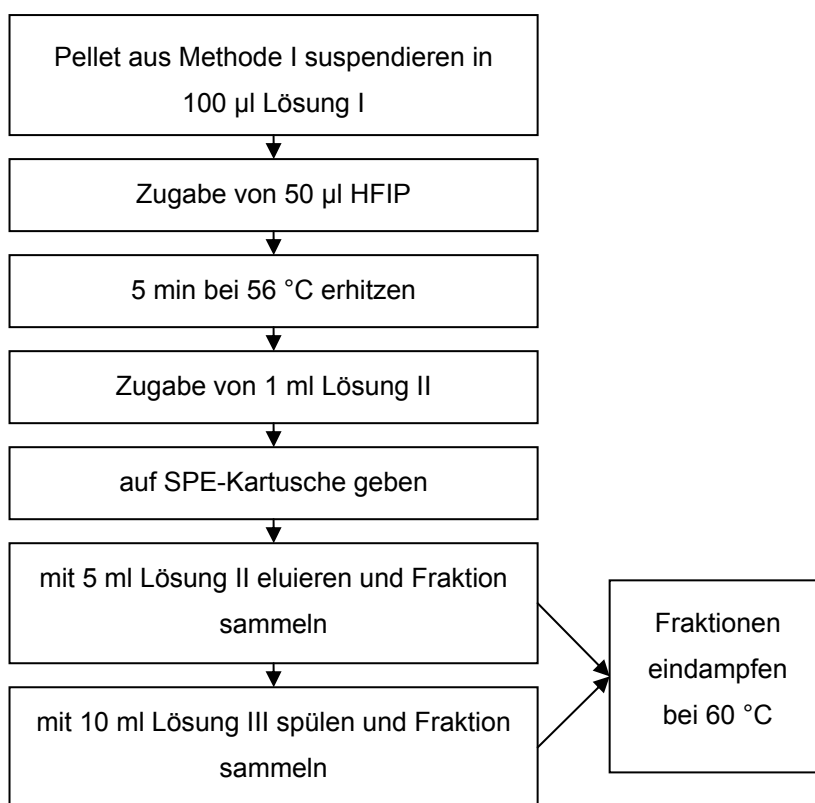 Pellet aus Methode I suspendieren in
100 µl Lösung I
Zugabe von 50 µl HFIP
5 min bei 56 °C erhitzen
Zugabe von 1 ml Lösung II
auf SPE-Kartusche geben
mit 5 ml Lösung II eluieren und Fraktion
sammeln
mit 10 ml Lösung III spülen und Fraktion
sammeln
Fraktionen
eindampfen
bei 60 °C